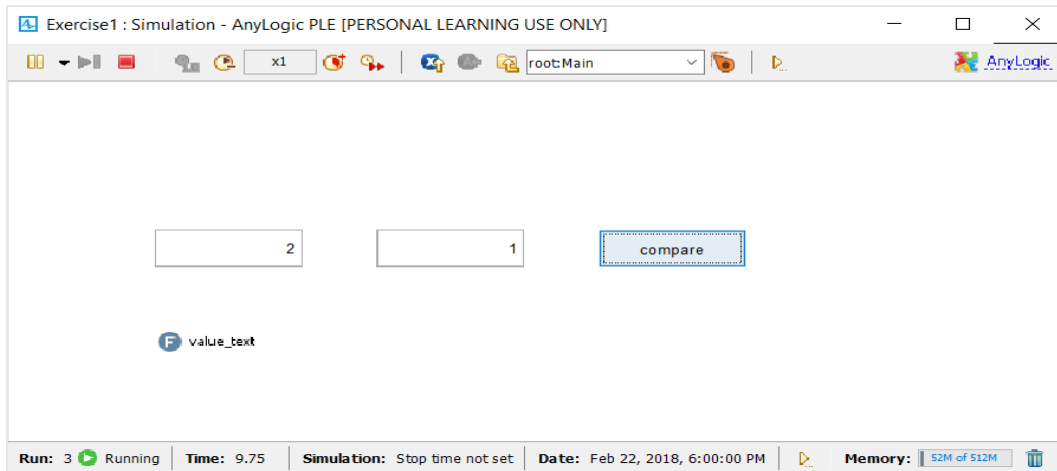 Exercise1 : Simulation - AnyLogic PLE [PERSONAL LEARNING USE ONLY]
x1 root:Main AnyLogic
2 1 compare
F value_text
Run: 3 Running Time: 9.75 Simulation: Stop time not set Date: Feb 22, 2018, 6:00:00 PM Memory: 52M of 512M